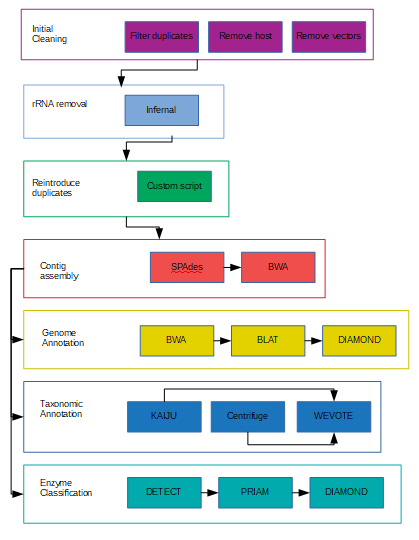 Initial
Cleaning
Filter duplicates
Remove host
Remove vectors
rRNA removal
Infernal
Reintroduce
duplicates
Custom script
Contig
assembly
SPAdes
BWA
Genome
Annotation
BWA
BLAT
DIAMOND
Taxonomic
Annotation
KAIJU
Centrifuge
WEVOTE
Enzyme
Classification
DETECT
PRIAM
DIAMOND